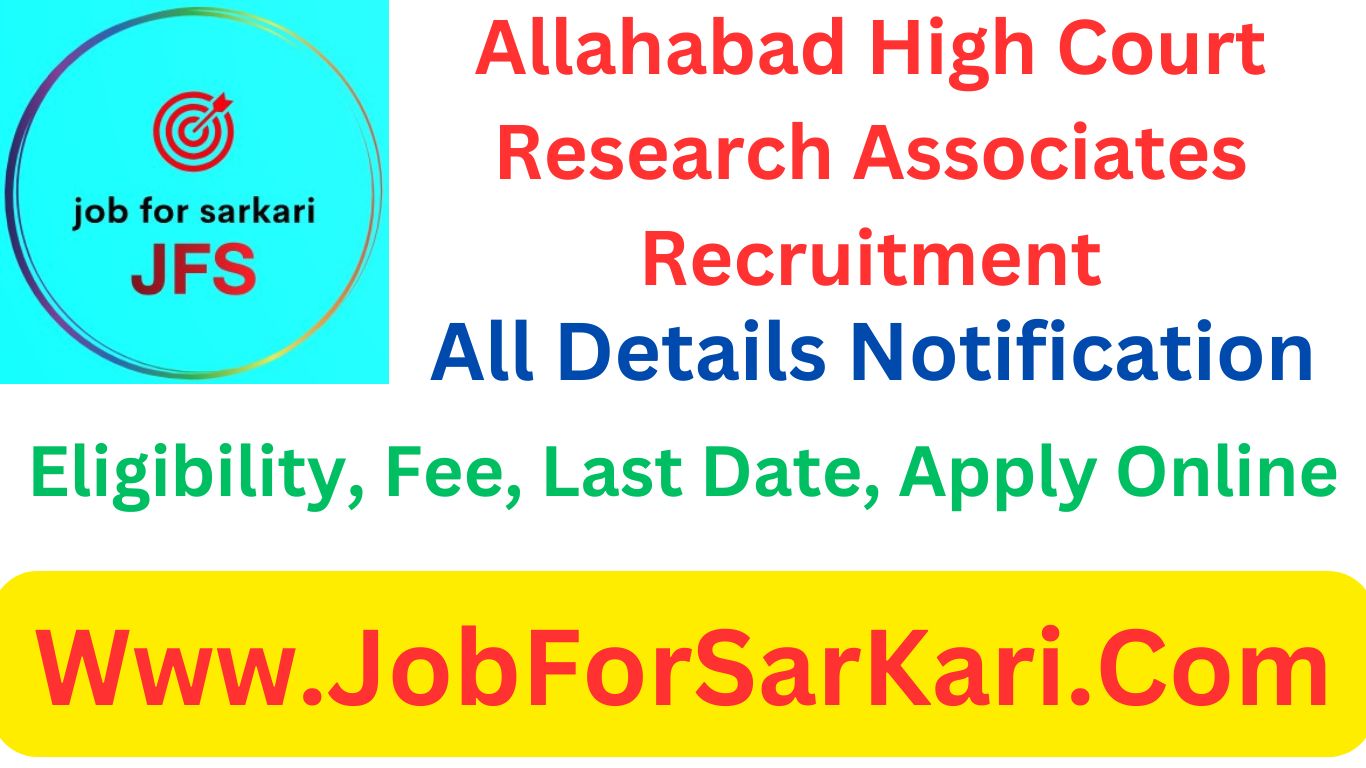 job for sarkari
JFS
Allahabad High Court
Research Associates
Recruitment
All Details Notification
Eligibility, Fee, Last Date, Apply Online
Www.JobForSarKari.Com